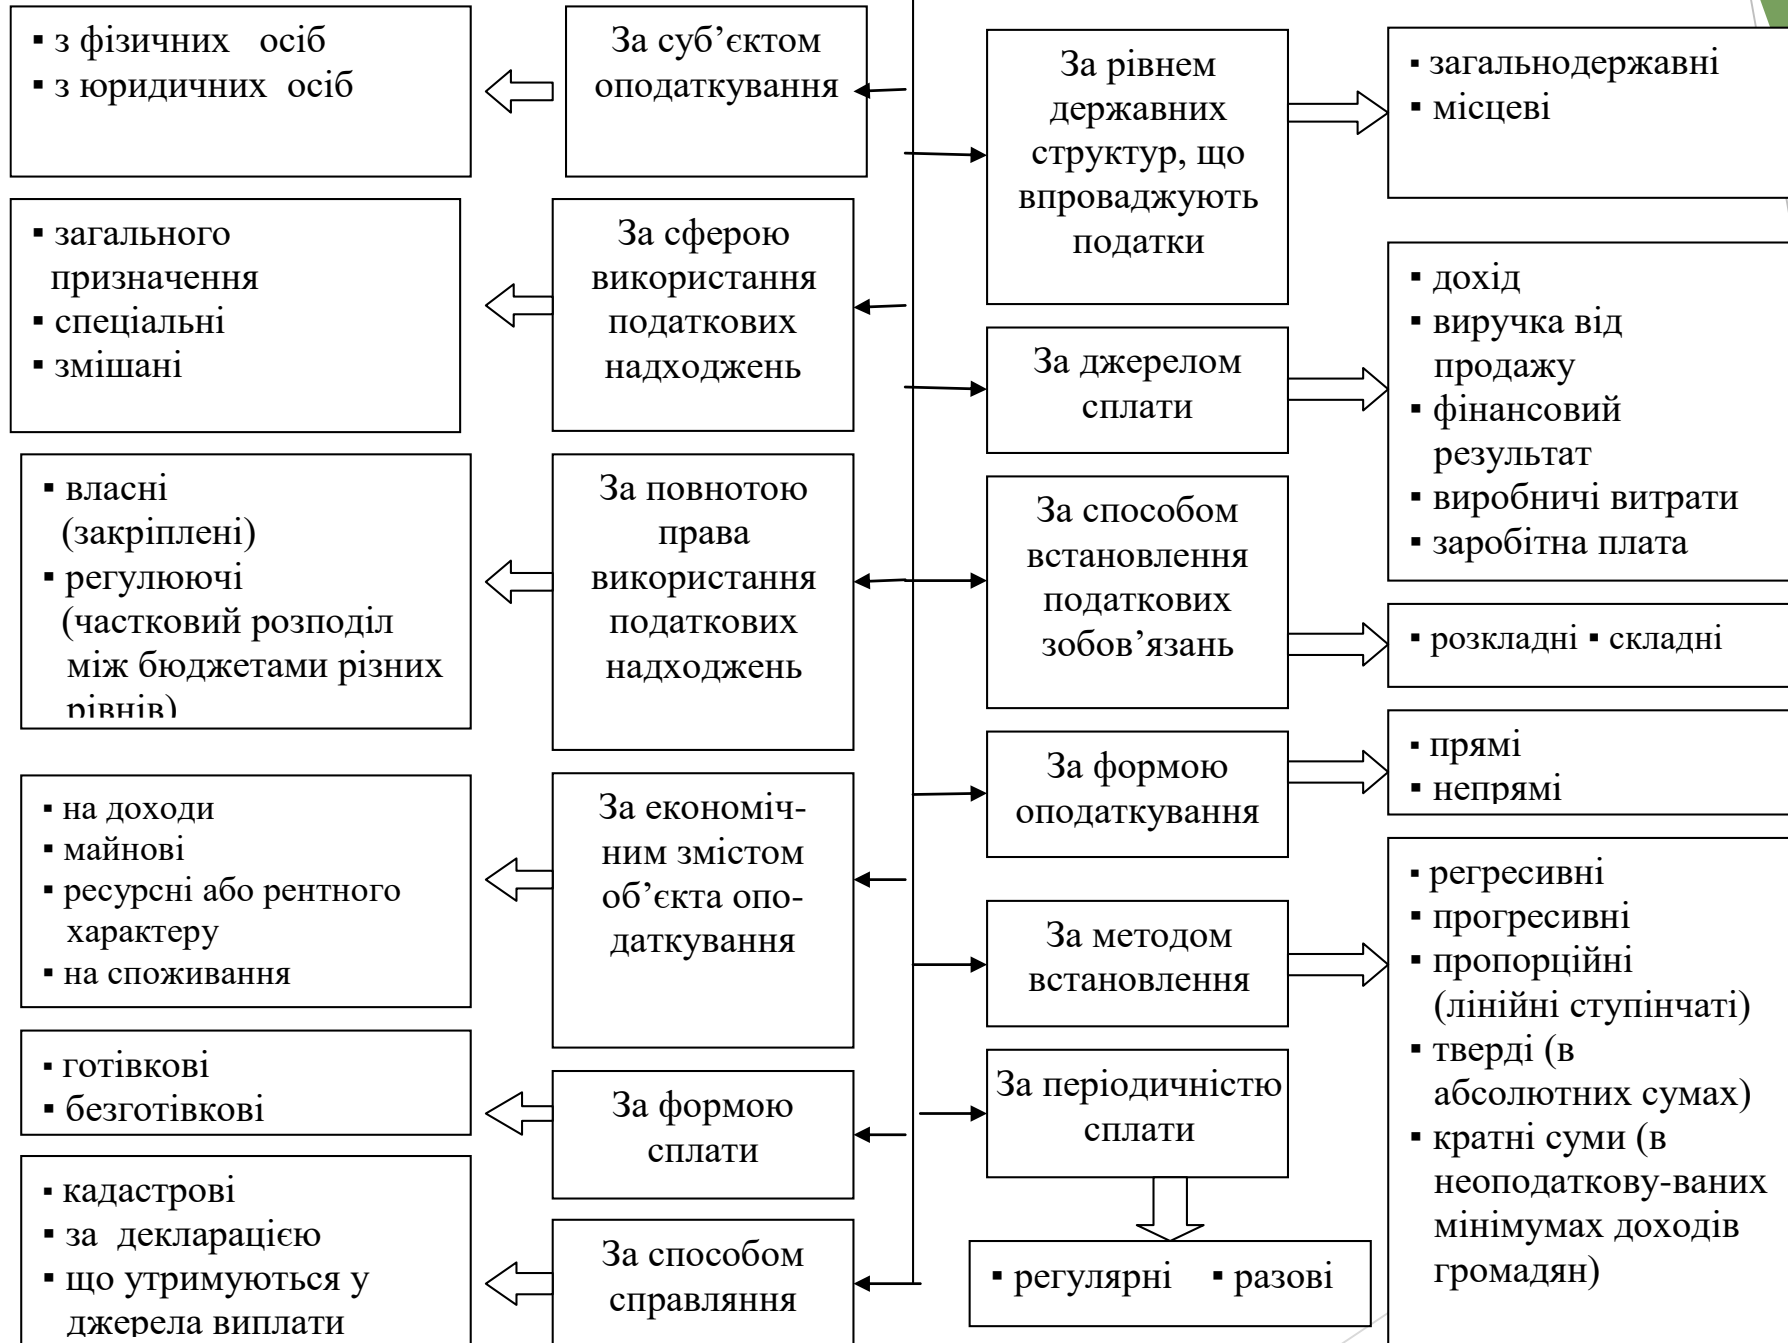 ▪ з фізичних осіб
▪ з юридичних осіб
За суб’єктом
оподаткування
▪ загального
призначення
▪ спеціальні
▪ змішані
За сферою
використання
податкових
надходжень
▪ власні
(закріплені)
▪ регулюючі
(частковий розподіл
між бюджетами різних
рівнів)
За повнотою
права
використання
податкових
надходжень
▪ на доходи
▪ майнові
▪ ресурсні або рентного
характеру
▪ на споживання
За економіч-
ним змістом
об’єкта опо-
даткування
▪ готівкові
▪ безготівкові
За формою
сплати
▪ кадастрові
▪ за декларацією
▪ що утримуються у
джерела виплати
За способом
справляння
За рівнем
державних
структур, що
впроваджують
податки
▪ загальнодержавні
▪ місцеві
За джерелом
сплати
▪ дохід
▪ виручка від
продажу
▪ фінансовий
результат
▪ виробничі витрати
▪ заробітна плата
За способом
встановлення
податкових
зобов’язань
▪ розкладні ▪ складні
За формою
оподаткування
▪ прямі
▪ непрямі
За методом
встановлення
▪ регресивні
▪ прогресивні
▪ пропорційні
(лінійні ступінчаті)
▪ тверді (в
абсолютних сумах)
▪ кратні суми (в
неоподаткову-ваних
мінімумах доходів
громадян)
За періодичністю
сплати
▪ регулярні ▪ разові